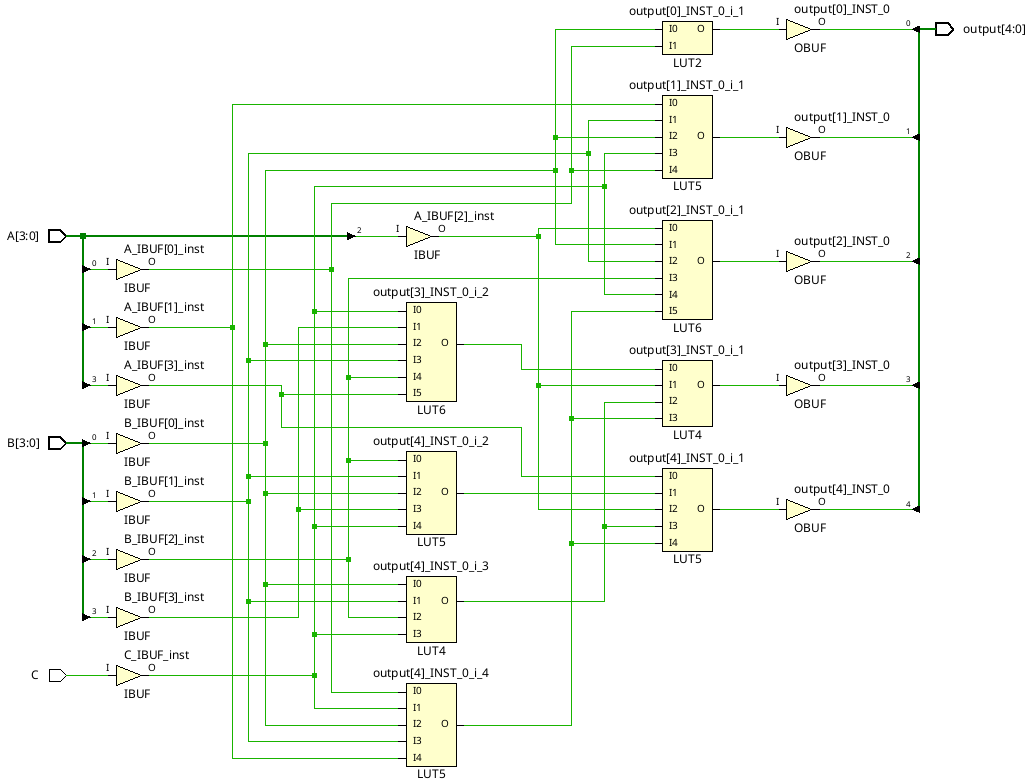 output[0]_INST_0_i_1
output[0]_INST_0
I0 O
I O
0
output[4:0]
I1
OBUF
LUT2
output[1]_INST_0_i_1
I0
output[1]_INST_0
I1
I2 O
I O
1
I3
OBUF
I4
LUT5
output[2]_INST_0_i_1
A_IBUF[2]_inst
I0
A[3:0]
2
I O
I1
output[2]_INST_0
A_IBUF[0]_inst
IBUF
I2 O
I O
2
0
I O
I3
OBUF
IBUF
I4
output[3]_INST_0_i_2
I5
A_IBUF[1]_inst
I0
LUT6
1
I O
I1
IBUF
I2 O
output[3]_INST_0_i_1
A_IBUF[3]_inst
I3
I0
output[3]_INST_0
3
I O
I4
I1 O
I O
3
IBUF
I5
I2
OBUF
LUT6
I3
LUT4
B_IBUF[0]_inst
B[3:0]
0
I O
output[4]_INST_0_i_2
IBUF
I0
output[4]_INST_0_i_1
B_IBUF[1]_inst
I1
I0
I2 O
I1
output[4]_INST_0
1
I O
I3
I2 O
I O
4
IBUF
I4
I3
OBUF
LUT5
I4
B_IBUF[2]_inst
LUT5
2
I O
output[4]_INST_0_i_3
IBUF
I0
B_IBUF[3]_inst
I1 O
3
I O
I2
IBUF
I3
LUT4
C_IBUF_inst
C
I O
output[4]_INST_0_i_4
IBUF
I0
I1
I2 O
I3
I4
LUT5